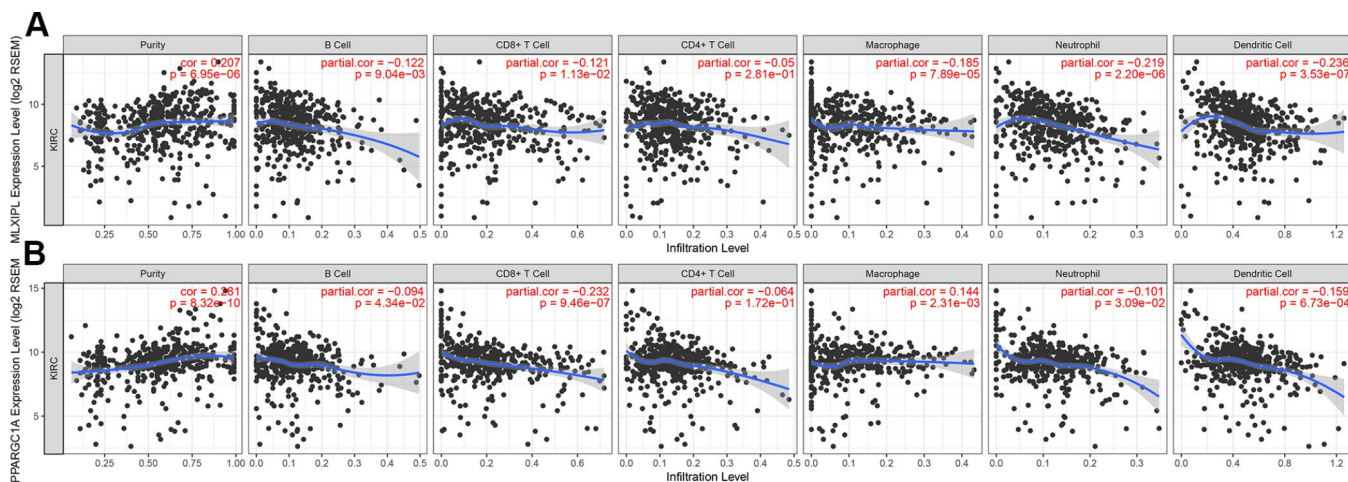 A
Purity
B Cell
CD8+ T Cell
CD4+ T Cell
Macrophage
Neutrophil
Dendritic Cell
MLXIPL Expression Level (log2 RSEM)
KIRC
10
5
cor = 0.207
p = 6.95e−06
partial.cor = −0.122
p = 9.04e−03
partial.cor = −0.121
p = 1.13e−02
partial.cor = −0.05
p = 2.81e−01
partial.cor = −0.185
p = 7.89e−05
partial.cor = −0.219
p = 2.20e−06
partial.cor = −0.236
p = 3.53e−07
0.25 0.50 0.75 1.00
0.0 0.1 0.2 0.3 0.4 0.5
0.0 0.2 0.4 0.6
0.0 0.1 0.2 0.3 0.4 0.5
0.0 0.1 0.2 0.3 0.4
0.0 0.1 0.2 0.3
0.0 0.4 0.8 1.2
Infiltration Level
B
Purity
B Cell
CD8+ T Cell
CD4+ T Cell
Macrophage
Neutrophil
Dendritic Cell
PPARGC1A Expression Level (log2 RSEM
KIRC
15
10
5
cor = 0.281
p = 8.32e−10
partial.cor = −0.094
p = 4.34e−02
partial.cor = −0.232
p = 9.46e−07
partial.cor = −0.064
p = 1.72e−01
partial.cor = 0.144
p = 2.31e−03
partial.cor = −0.101
p = 3.09e−02
partial.cor = −0.159
p = 6.73e−04
0.25 0.50 0.75 1.00
0.0 0.1 0.2 0.3 0.4 0.5
0.0 0.2 0.4 0.6
0.0 0.1 0.2 0.3 0.4 0.5
0.0 0.1 0.2 0.3 0.4
0.0 0.1 0.2 0.3
0.0 0.4 0.8 1.2
Infiltration Level